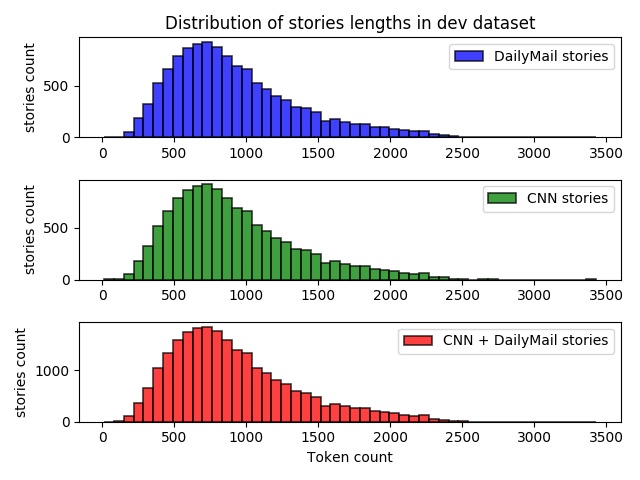 Distribution of stories lengths in dev dataset
stories count
500
0
DailyMail stories
0 500 1000 1500 2000 2500 3000 3500
stories count
500
0
CNN stories
0 500 1000 1500 2000 2500 3000 3500
stories count
1000
0
CNN + DailyMail stories
0 500 1000 1500 2000 2500 3000 3500
Token count